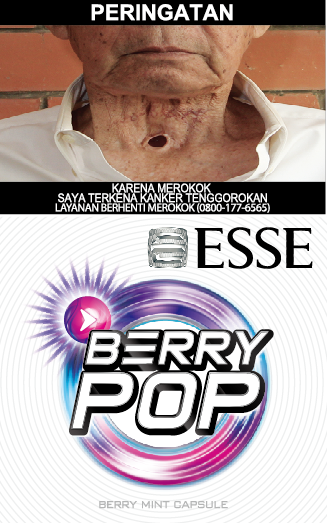 PERINGATAN
KARENA MEROKOK
SAYA TERKENA KANKER TENGGOROKAN
LAYANAN BERHENTI MEROKOK (0800-177-6565)
ESSE
BERRY
POP
BERRY MINT CAPSULE